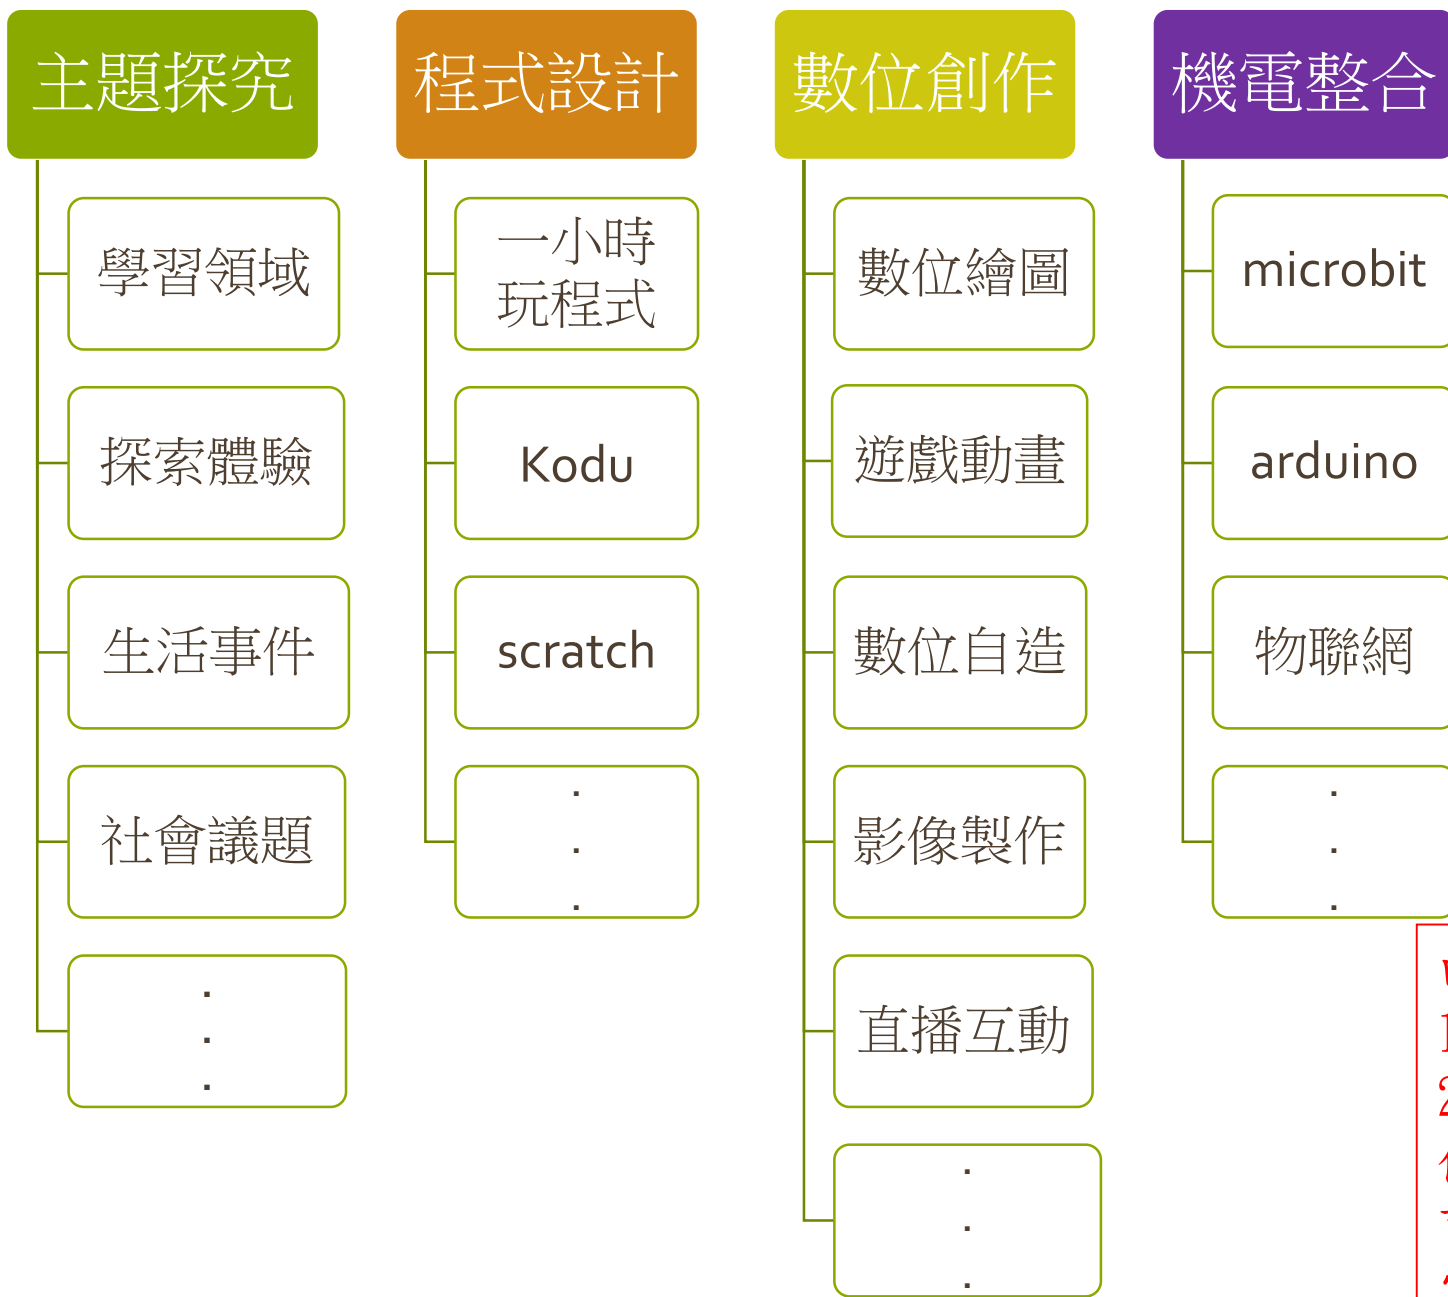 主題探究
學習領域
探索體驗
生活事件
社會議題
.
.
.
程式設計
一小時
玩程式
Kodu
scratch
.
.
.
數位創作
數位繪圖
遊戲動畫
數位自造
影像製作
直播互動
.
.
.
機電整合
microbit
arduino
物聯網
.
.
.